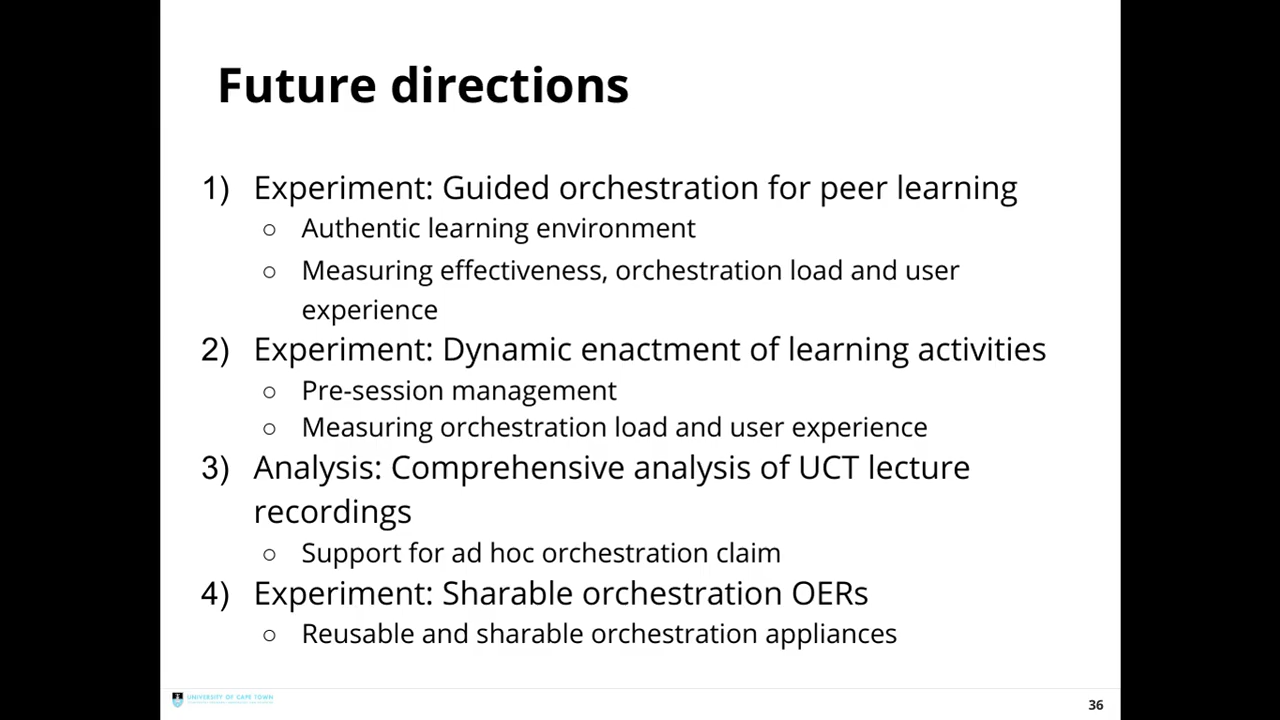 Future directions
1) Experiment: Guided orchestration for peer learning
○ Authentic learning environment
○ Measuring effectiveness, orchestration load and user
experience
2) Experiment: Dynamic enactment of learning activities
○ Pre-session management
○ Measuring orchestration load and user experience
3) Analysis: Comprehensive analysis of UCT lecture
recordings
○ Support for ad hoc orchestration claim
4) Experiment: Sharable orchestration OERs
○ Reusable and sharable orchestration appliances
UNIVERSITY OF CAPE TOWN
36